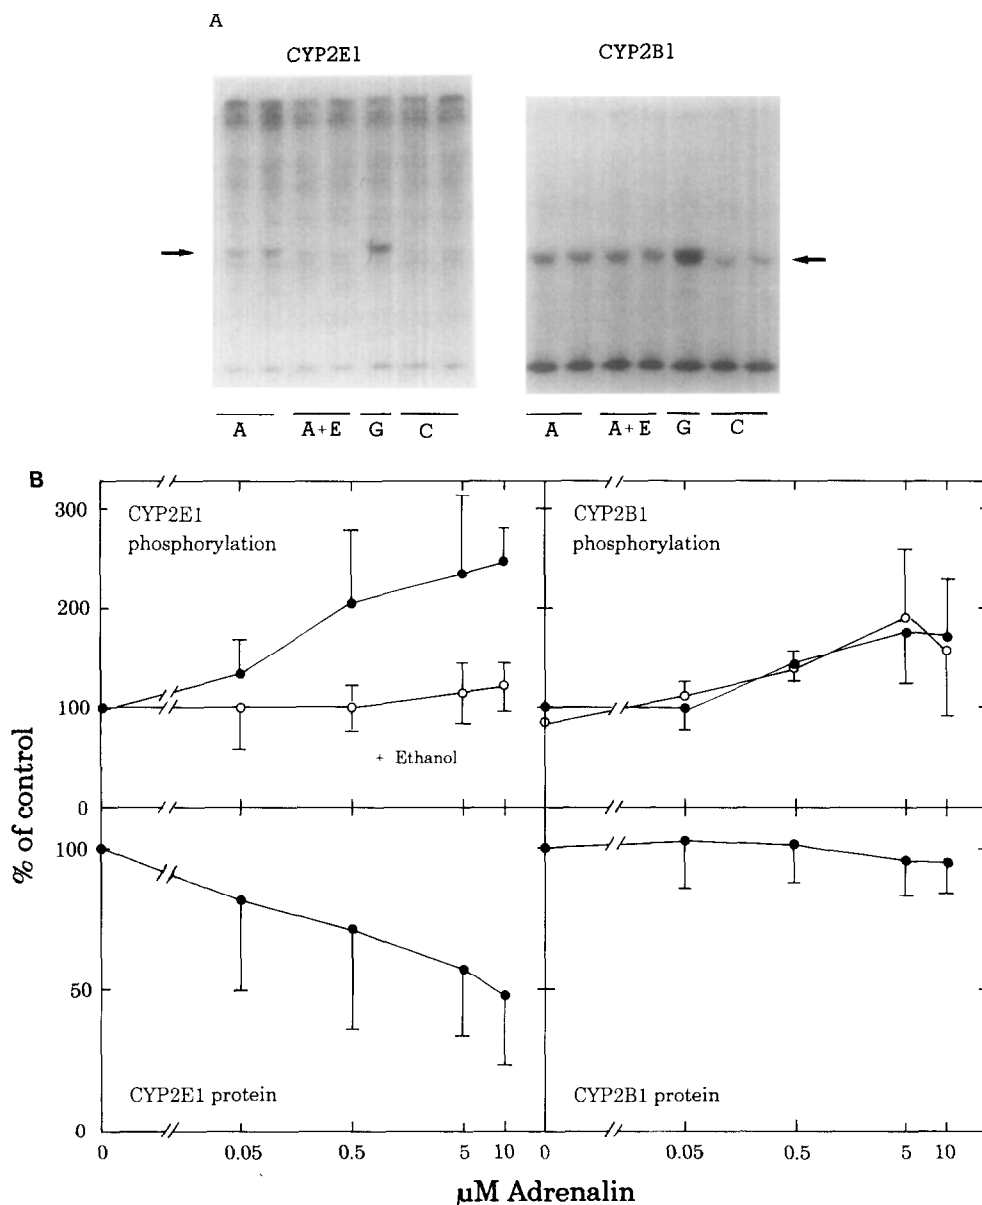 A
CYP2E1 CYP2B1
A A+E G C A A+E G C
B
300
200
100
0
100
50
0
% of control
CYP2E1
phosphorylation
+ Ethanol
CYP2B1
phosphorylation
CYP2E1 protein
CYP2B1 protein
0 0.05 0.5 5 10 0 0.05 0.5 5 10
μM Adrenalin